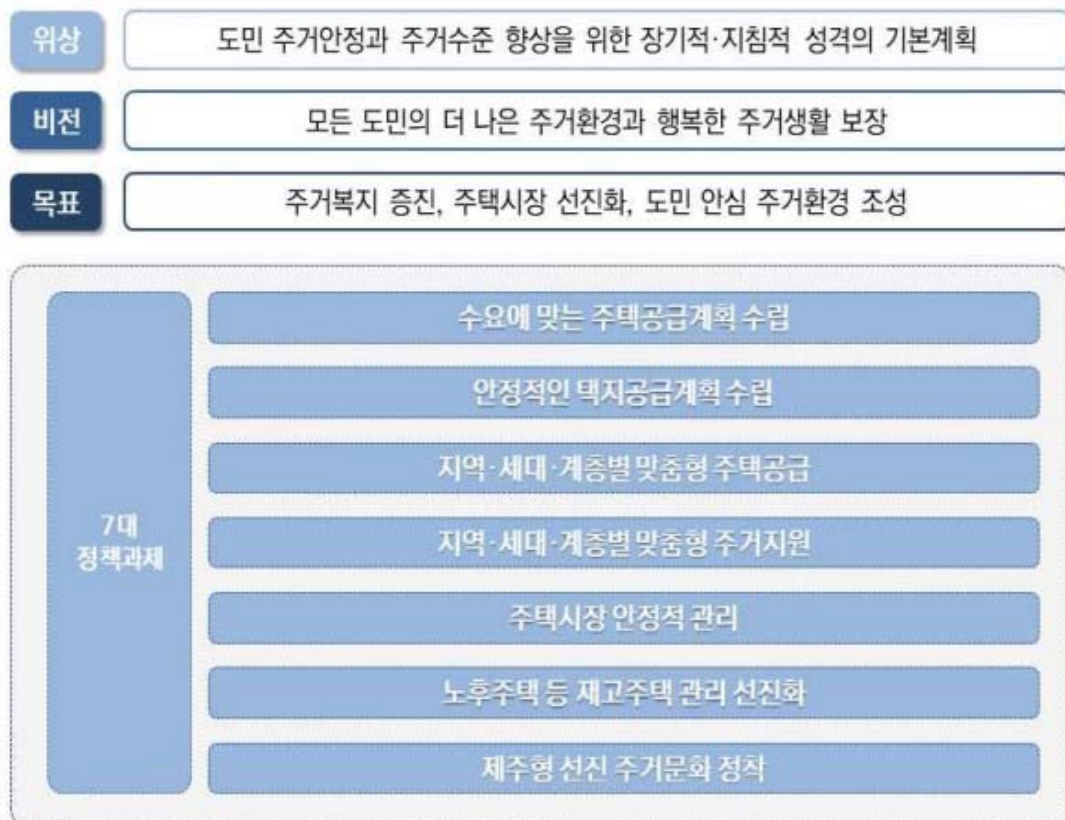 위상
도민 주거안정과 주거수준 향상을 위한 장기적·지침적 성격의 기본계획
비전
모든 도민의 더 나은 주거환경과 행복한 주거생활 보장
목표
주거복지 증진, 주택시장 선진화, 도민 안심 주거환경 조성
7대
정책과제
수요에 맞는 주택공급계획 수립
안정적인 택지공급계획 수립
지역·세대·계층별 맞춤형 주택공급
지역·세대·계층별 맞춤형 주거지원
주택시장 안정적 관리
노후주택 등 재고주택 관리 선진화
제주형 선진 주거문화 정착